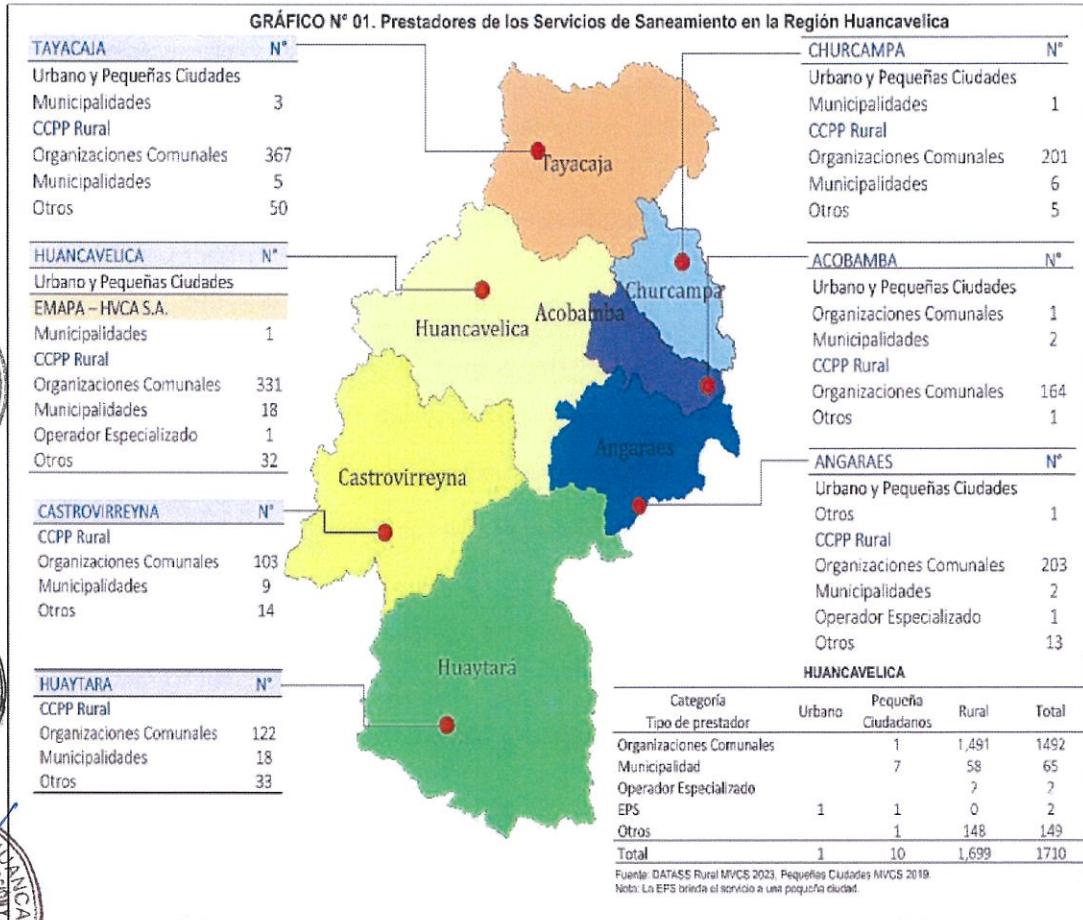 GRÁFICO N° 01. Prestadores de los Servicios de Saneamiento en la Región Huancavelica
TAYACAJA N°
Urbano y Pequeñas Ciudades
Municipalidades 3
CCPP Rural
Organizaciones Comunales 367
Municipalidades 5
Otros 50
HUANCAVELICA N°
Urbano y Pequeñas Ciudades
EMAPA – HVCA S.A.
Municipalidades 1
CCPP Rural
Organizaciones Comunales 331
Municipalidades 18
Operador Especializado 1
Otros 32
CASTROVIRREYNA N°
CCPP Rural
Organizaciones Comunales 103
Municipalidades 9
Otros 14
HUAYTARA N°
CCPP Rural
Organizaciones Comunales 122
Municipalidades 18
Otros 33
Tayacaja
Churcampa
Acobamba
Huancavelica
Angaraes
Castrovirreyna
Huaytará
CHURCAMPA N°
Urbano y Pequeñas Ciudades
Municipalidades 1
CCPP Rural
Organizaciones Comunales 201
Municipalidades 6
Otros 5
ACOBAMBA N°
Urbano y Pequeñas Ciudades
Organizaciones Comunales 1
Municipalidades 2
CCPP Rural
Organizaciones Comunales 164
Otros 1
ANGARAES N°
Urbano y Pequeñas Ciudades
Otros 1
CCPP Rural
Organizaciones Comunales 203
Municipalidades 2
Operador Especializado 1
Otros 13
HUANCAVELICA
Categoría Urbano Pequeña Rural Total
Tipo de prestador Ciudadanos
Organizaciones Comunales 1 1,491 1492
Municipalidad 7 58 65
Operador Especializado 2 2
EPS 1 1 0 2
Otros 1 148 149
Total 1 10 1,699 1710
Fuente: DATASS Rural MVCS 2023, Pequeñas Ciudades MVCS 2019.
Nota: La EPS brinda el servicio a una pequeña ciudad.
HUANCA